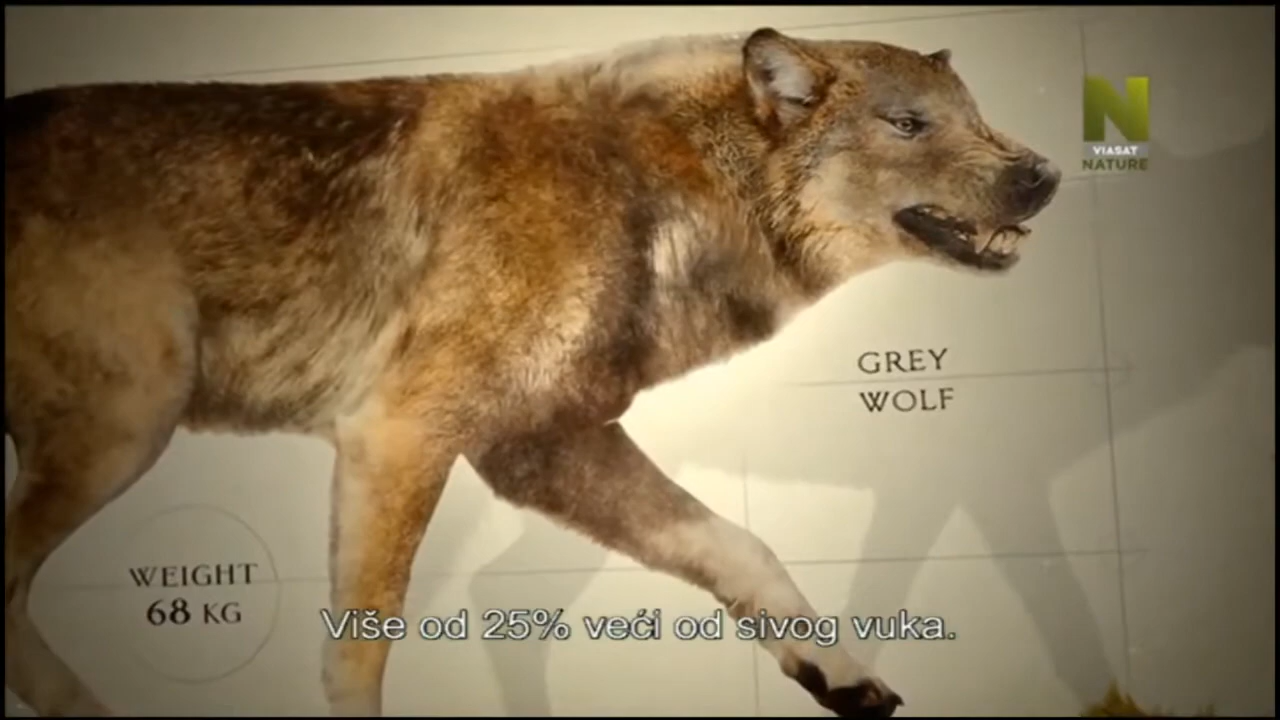 N
VIASAT
NATURE
GREY
WOLF
WEIGHT
68 KG
Više od 25% veći od sivog vuka.